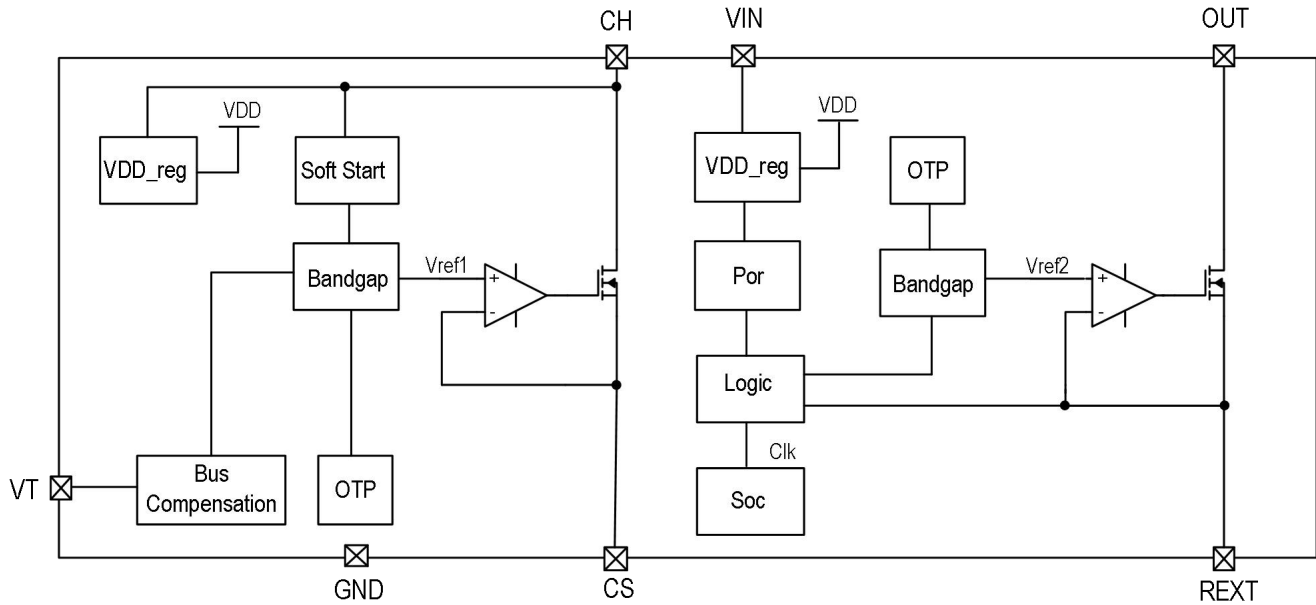 CH
VIN
OUT
VDD
VDD
VDD_reg
Soft Start
VDD_reg
OTP
Bandgap
Vref1
+
-
Por
Bandgap
Vref2
+
-
Logic
Clk
Bus
Compensation
OTP
Soc
VT
GND
CS
REXT